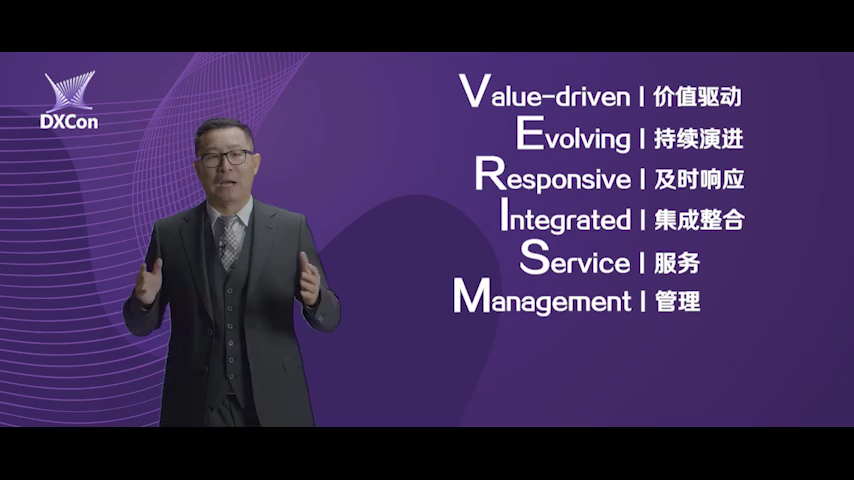 DXCon
Value-driven | 价值驱动
Evolving | 持续演进
Responsive | 及时响应
Integrated | 集成整合
Service | 服务
Management | 管理